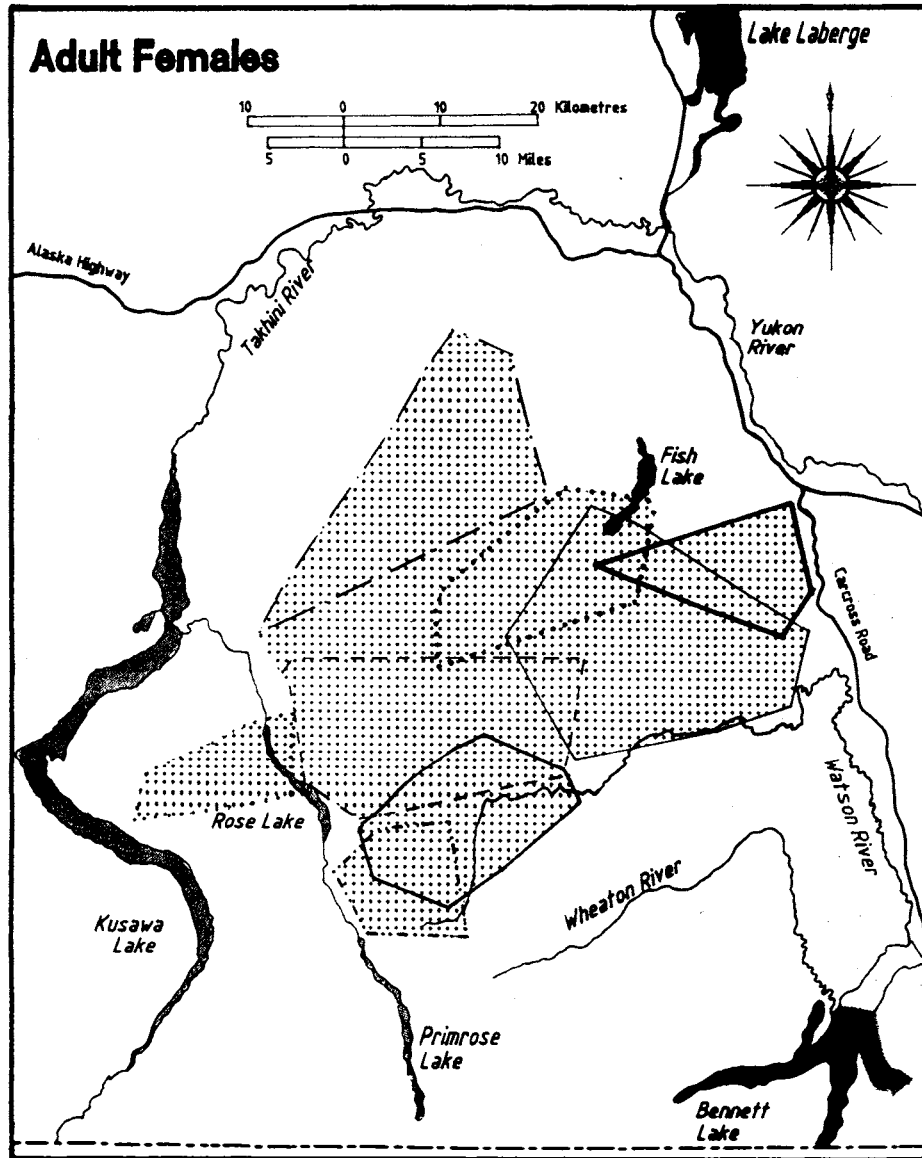 Adult Females
Lake Laberge
10 0 10 20 Kilometres
5 0 5 10 Miles
Alaska Highway
Takhini River
Yukon
River
Fish
Lake
Carcross Road
Rose Lake
Watson River
Wheaton River
Kusawa
Lake
Primrose
Lake
Bennett
Lake